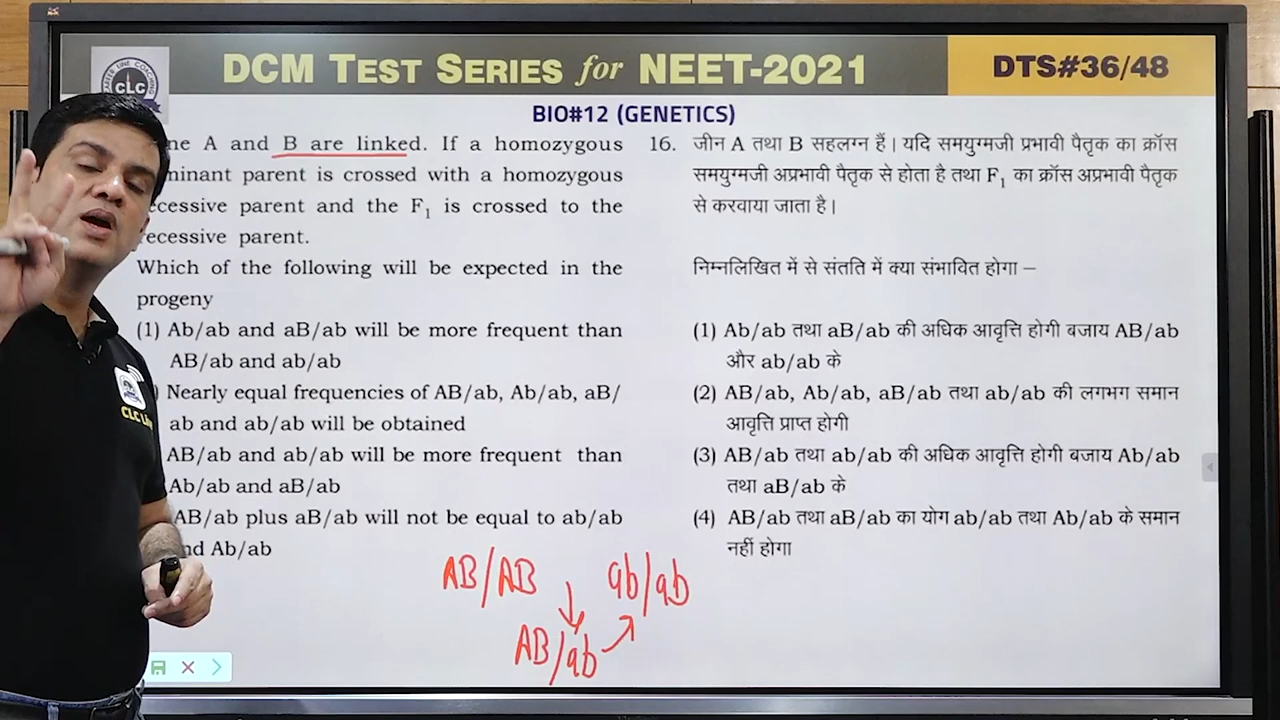 DCM TEST SERIES for NEET-2021
DTS#36/48
CLC
BIO#12 (GENETICS)
A and B are linked. If a homozygous
parent is crossed with a homozygous
parent and the F₁ is crossed to the
parent.
Which of the following will be expected in the
progeny
(1) Ab/ab and aB/ab will be more frequent than
AB/ab and ab/ab
Nearly equal frequencies of AB/ab, Ab/ab, aB/
ab and ab/ab will be obtained
AB/ab and ab/ab will be more frequent than
Ab/ab and aB/ab
AB/ab plus aB/ab will not be equal to ab/ab
Ab/ab
16. जीन A तथा B सहलग्न हैं। यदि समयुग्मजी प्रभावी पैतृक का क्रॉस
समयुग्मजी अप्रभावी पैतृक से होता है तथा F₁ का क्रॉस अप्रभावी पैतृक
से करवाया जाता है।
निम्नलिखित में से संतति में क्या संभावित होगा –
(1) Ab/ab तथा aB/ab की अधिक आवृत्ति होगी बजाय AB/ab
और ab/ab के
(2) AB/ab, Ab/ab, aB/ab तथा ab/ab की लगभग समान
आवृत्ति प्राप्त होगी
(3) AB/ab तथा ab/ab की अधिक आवृत्ति होगी बजाय Ab/ab
तथा aB/ab के
(4) AB/ab तथा aB/ab का योग ab/ab तथा Ab/ab के समान
नहीं होगा
AB/AB ab/ab
AB/ab
CLC